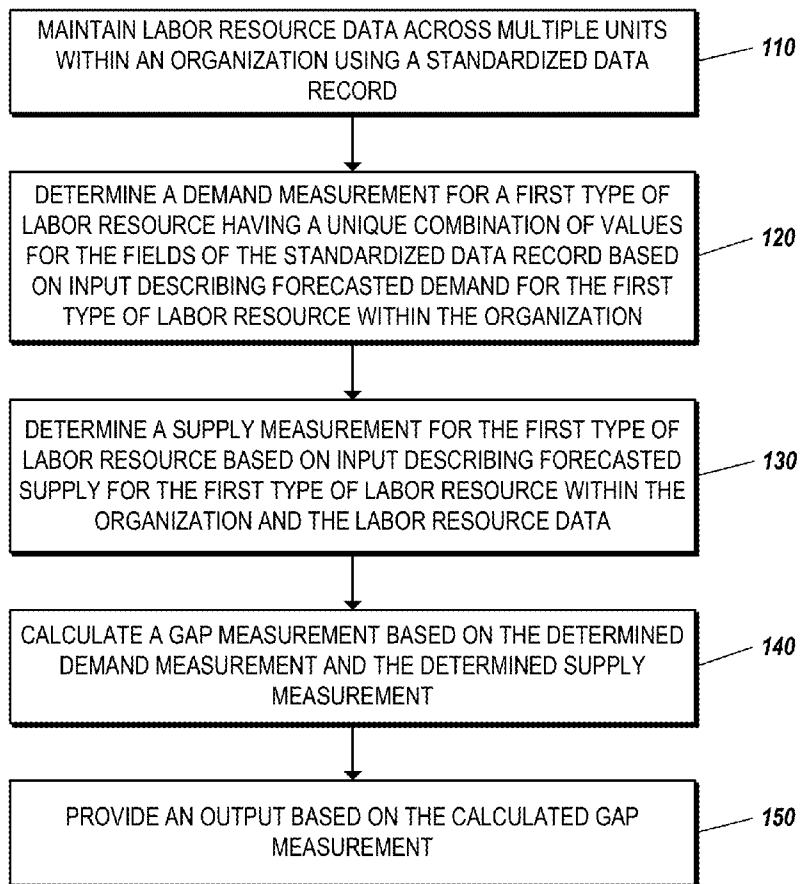 MAINTAIN LABOR RESOURCE DATA ACROSS MULTIPLE UNITS
WITHIN AN ORGANIZATION USING A STANDARDIZED DATA
RECORD
110
DETERMINE A DEMAND MEASUREMENT FOR A FIRST TYPE OF
LABOR RESOURCE HAVING A UNIQUE COMBINATION OF VALUES
FOR THE FIELDS OF THE STANDARDIZED DATA RECORD BASED
ON INPUT DESCRIBING FORECASTED DEMAND FOR THE FIRST
TYPE OF LABOR RESOURCE WITHIN THE ORGANIZATION
120
DETERMINE A SUPPLY MEASUREMENT FOR THE FIRST TYPE OF
LABOR RESOURCE BASED ON INPUT DESCRIBING FORECASTED
SUPPLY FOR THE FIRST TYPE OF LABOR RESOURCE WITHIN THE
ORGANIZATION AND THE LABOR RESOURCE DATA
130
CALCULATE A GAP MEASUREMENT BASED ON THE DETERMINED
DEMAND MEASUREMENT AND THE DETERMINED SUPPLY
MEASUREMENT
140
PROVIDE AN OUTPUT BASED ON THE CALCULATED GAP
MEASUREMENT
150